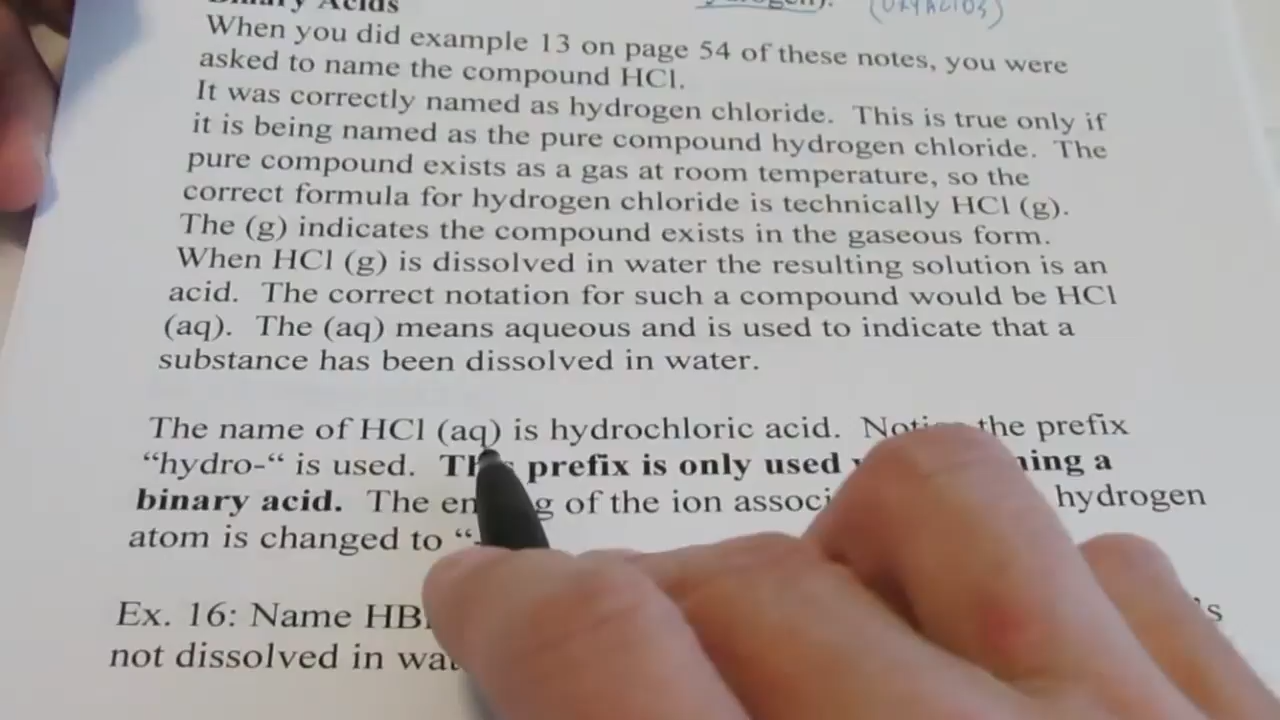 Binary Acids
(OXYACIDS)
When you did example 13 on page 54 of these notes, you were
asked to name the compound HCl.
It was correctly named as hydrogen chloride. This is true only if
it is being named as the pure compound hydrogen chloride. The
pure compound exists as a gas at room temperature, so the
correct formula for hydrogen chloride is technically HCl (g).
The (g) indicates the compound exists in the gaseous form.
When HCl (g) is dissolved in water the resulting solution is an
acid. The correct notation for such a compound would be HCl
(aq). The (aq) means aqueous and is used to indicate that a
substance has been dissolved in water.
The name of HCl (aq) is hydrochloric acid. Notice the prefix
“hydro-“ is used. This prefix is only used a
binary acid. The of the ion hydrogen
atom is changed to
Ex. 16: Name
not dissolved in